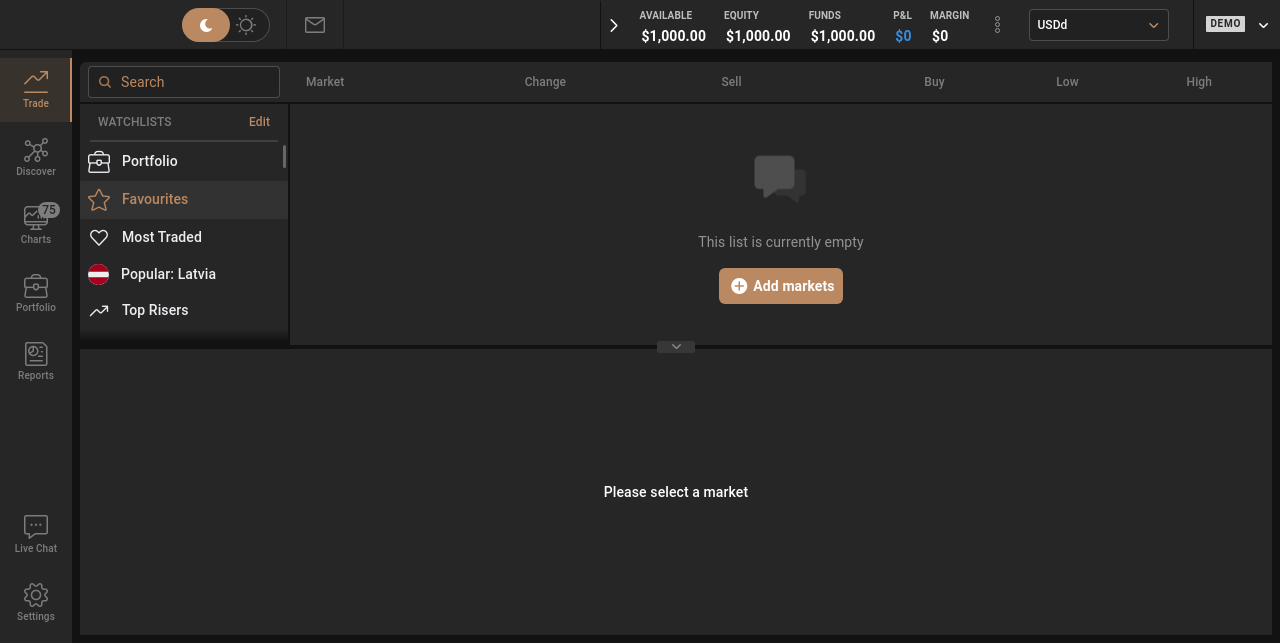 AVAILABLE EQUITY FUNDS P&L MARGIN
$1,000.00 $1,000.00 $1,000.00 $0 $0
USDd
DEMO
Trade
Discover
75
Charts
Portfolio
Reports
Live Chat
Settings
Search
Market Change Sell Buy Low High
WATCHLISTS Edit
Portfolio
Favourites
Most Traded
Popular: Latvia
Top Risers
This list is currently empty
Add markets
Please select a market